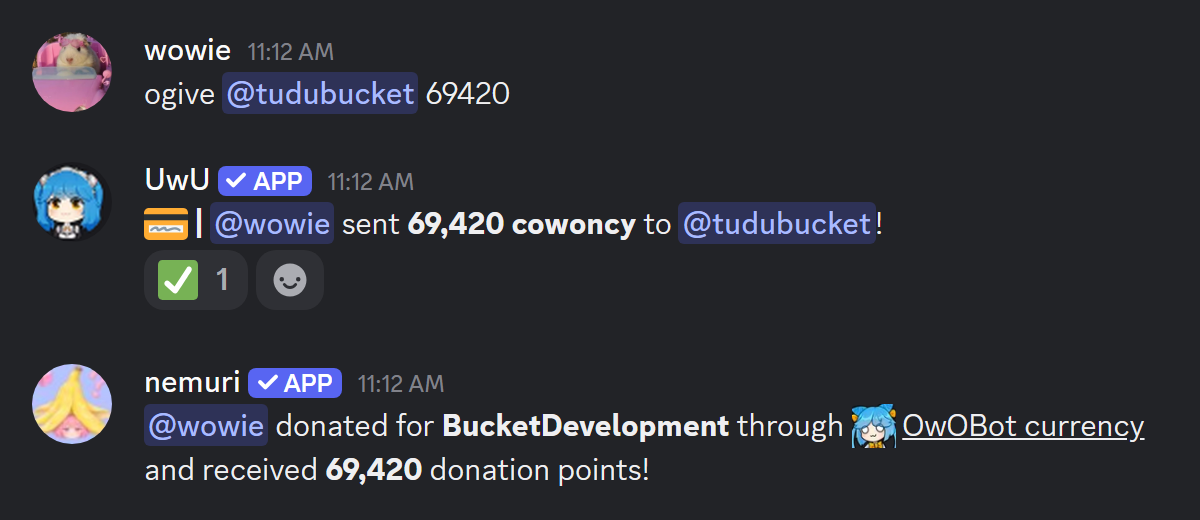 wowie 11:12 AM
ogive @tudubucket 69420
UwU ✓ APP 11:12 AM
| @wowie sent 69,420 cowoncy to @tudubucket!
1
nemuri ✓ APP 11:12 AM
@wowie donated for BucketDevelopment through OwOBot currency
and received 69,420 donation points!